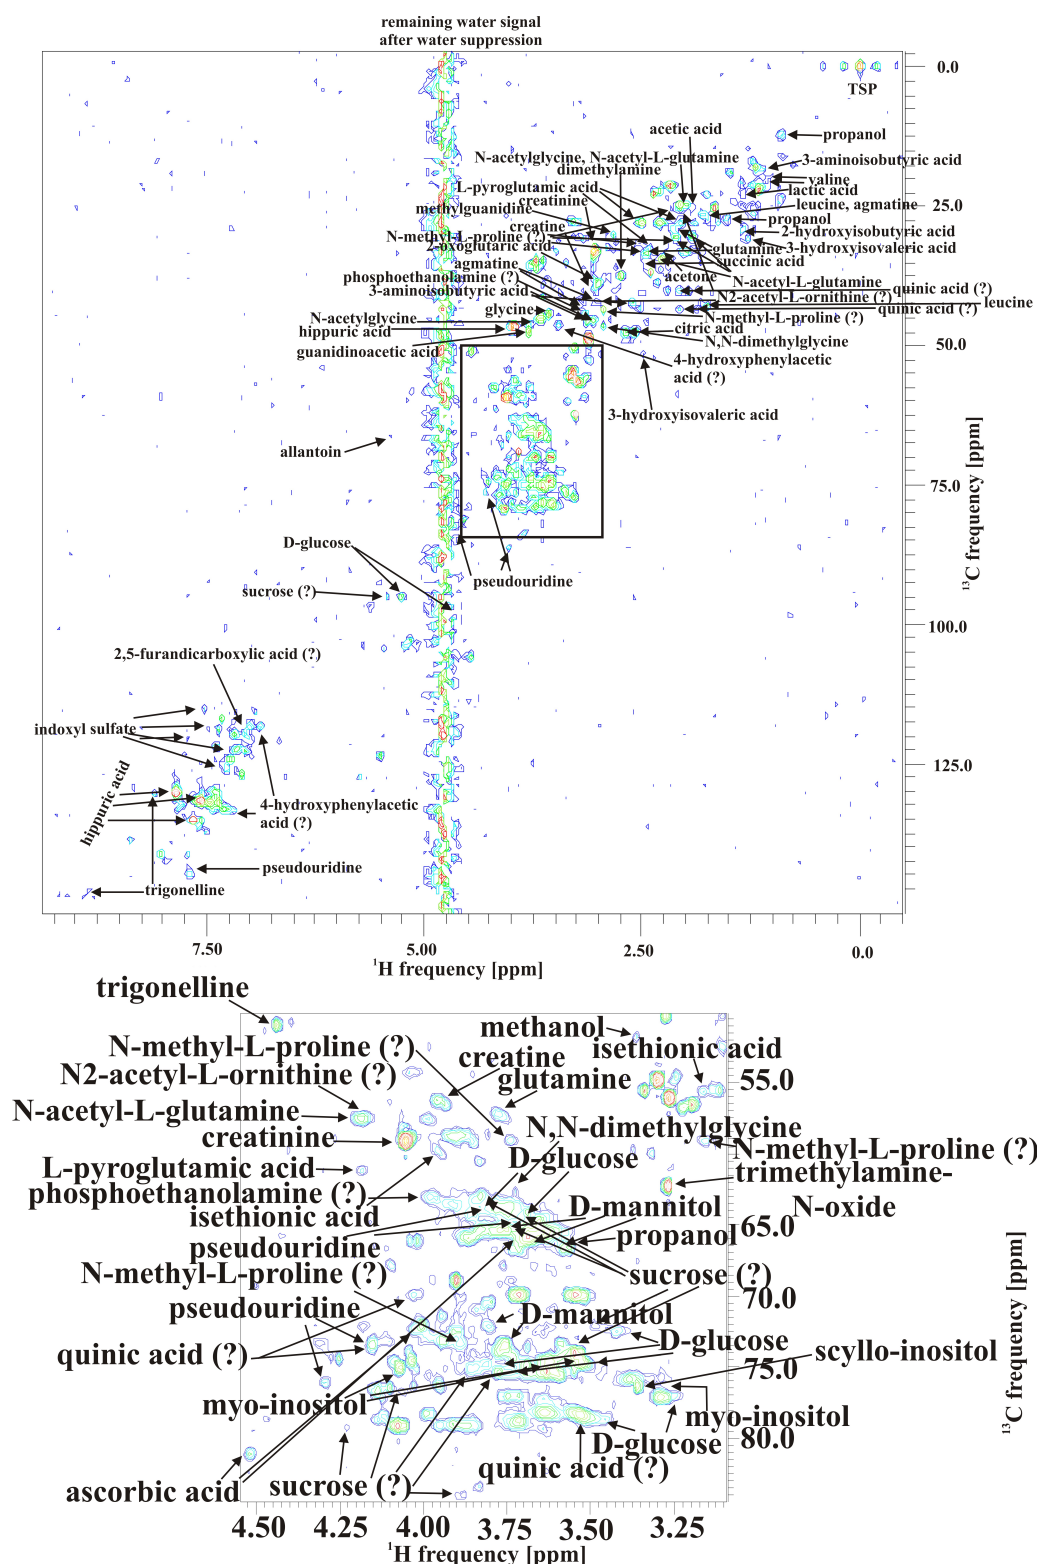 remaining water signal
after water suppression
0.0
TSP
acetic acid
propanol
N-acetylglycine, N-acetyl-L-glutamine
3-aminoisobutyric acid
dimethylamine
valine
L-pyroglutamic acid
lactic acid
creatinine
leucine, agmatine
25.0
methylguanidine
propanol
creatine
2-hydroxyisobutyric acid
N-methyl-L-proline (?)
2-oxoglutaric acid
glutamine
3-hydroxyisovaleric acid
succinic acid
agmatine
acetone
phosphoethanolamine (?)
N-acetyl-L-glutamine
3-aminoisobutyric acid
quinic acid (?)
N2-acetyl-L-ornithine (?)
leucine
glycine
quinic acid (?)
N-acetylglycine
N-methyl-L-proline (?)
hippuric acid
citric acid
N,N-dimethylglycine
guanidinoacetic acid
50.0
4-hydroxyphenylacetic
acid (?)
3-hydroxyisovaleric acid
allantoin
75.0
13C frequency [ppm]
D-glucose
pseudouridine
sucrose (?)
100.0
2,5-furandicarboxylic acid (?)
indoxyl sulfate
125.0
hippuric acid
4-hydroxyphenylacetic
acid (?)
pseudouridine
trigonelline
7.50 5.00 2.50 0.0
1H frequency [ppm]
trigonelline
methanol
N-methyl-L-proline (?)
creatine
isethionic acid
N2-acetyl-L-ornithine (?)
glutamine
55.0
N-acetyl-L-glutamine
N,N-dimethylglycine
creatinine
N-methyl-L-proline (?)
D-glucose
L-pyroglutamic acid
trimethylamine-
N-oxide
phosphoethanolamine (?)
D-mannitol
isethionic acid
65.0
propanol
pseudouridine
N-methyl-L-proline (?)
sucrose (?)
70.0
pseudouridine
D-mannitol
D-glucose
quinic acid (?)
scyllo-inositol
75.0
myo-inositol
myo-inositol
80.0
D-glucose
quinic acid (?)
sucrose (?)
ascorbic acid
13C frequency [ppm]
4.50 4.25 4.00 3.75 3.50 3.25
1H frequency [ppm]